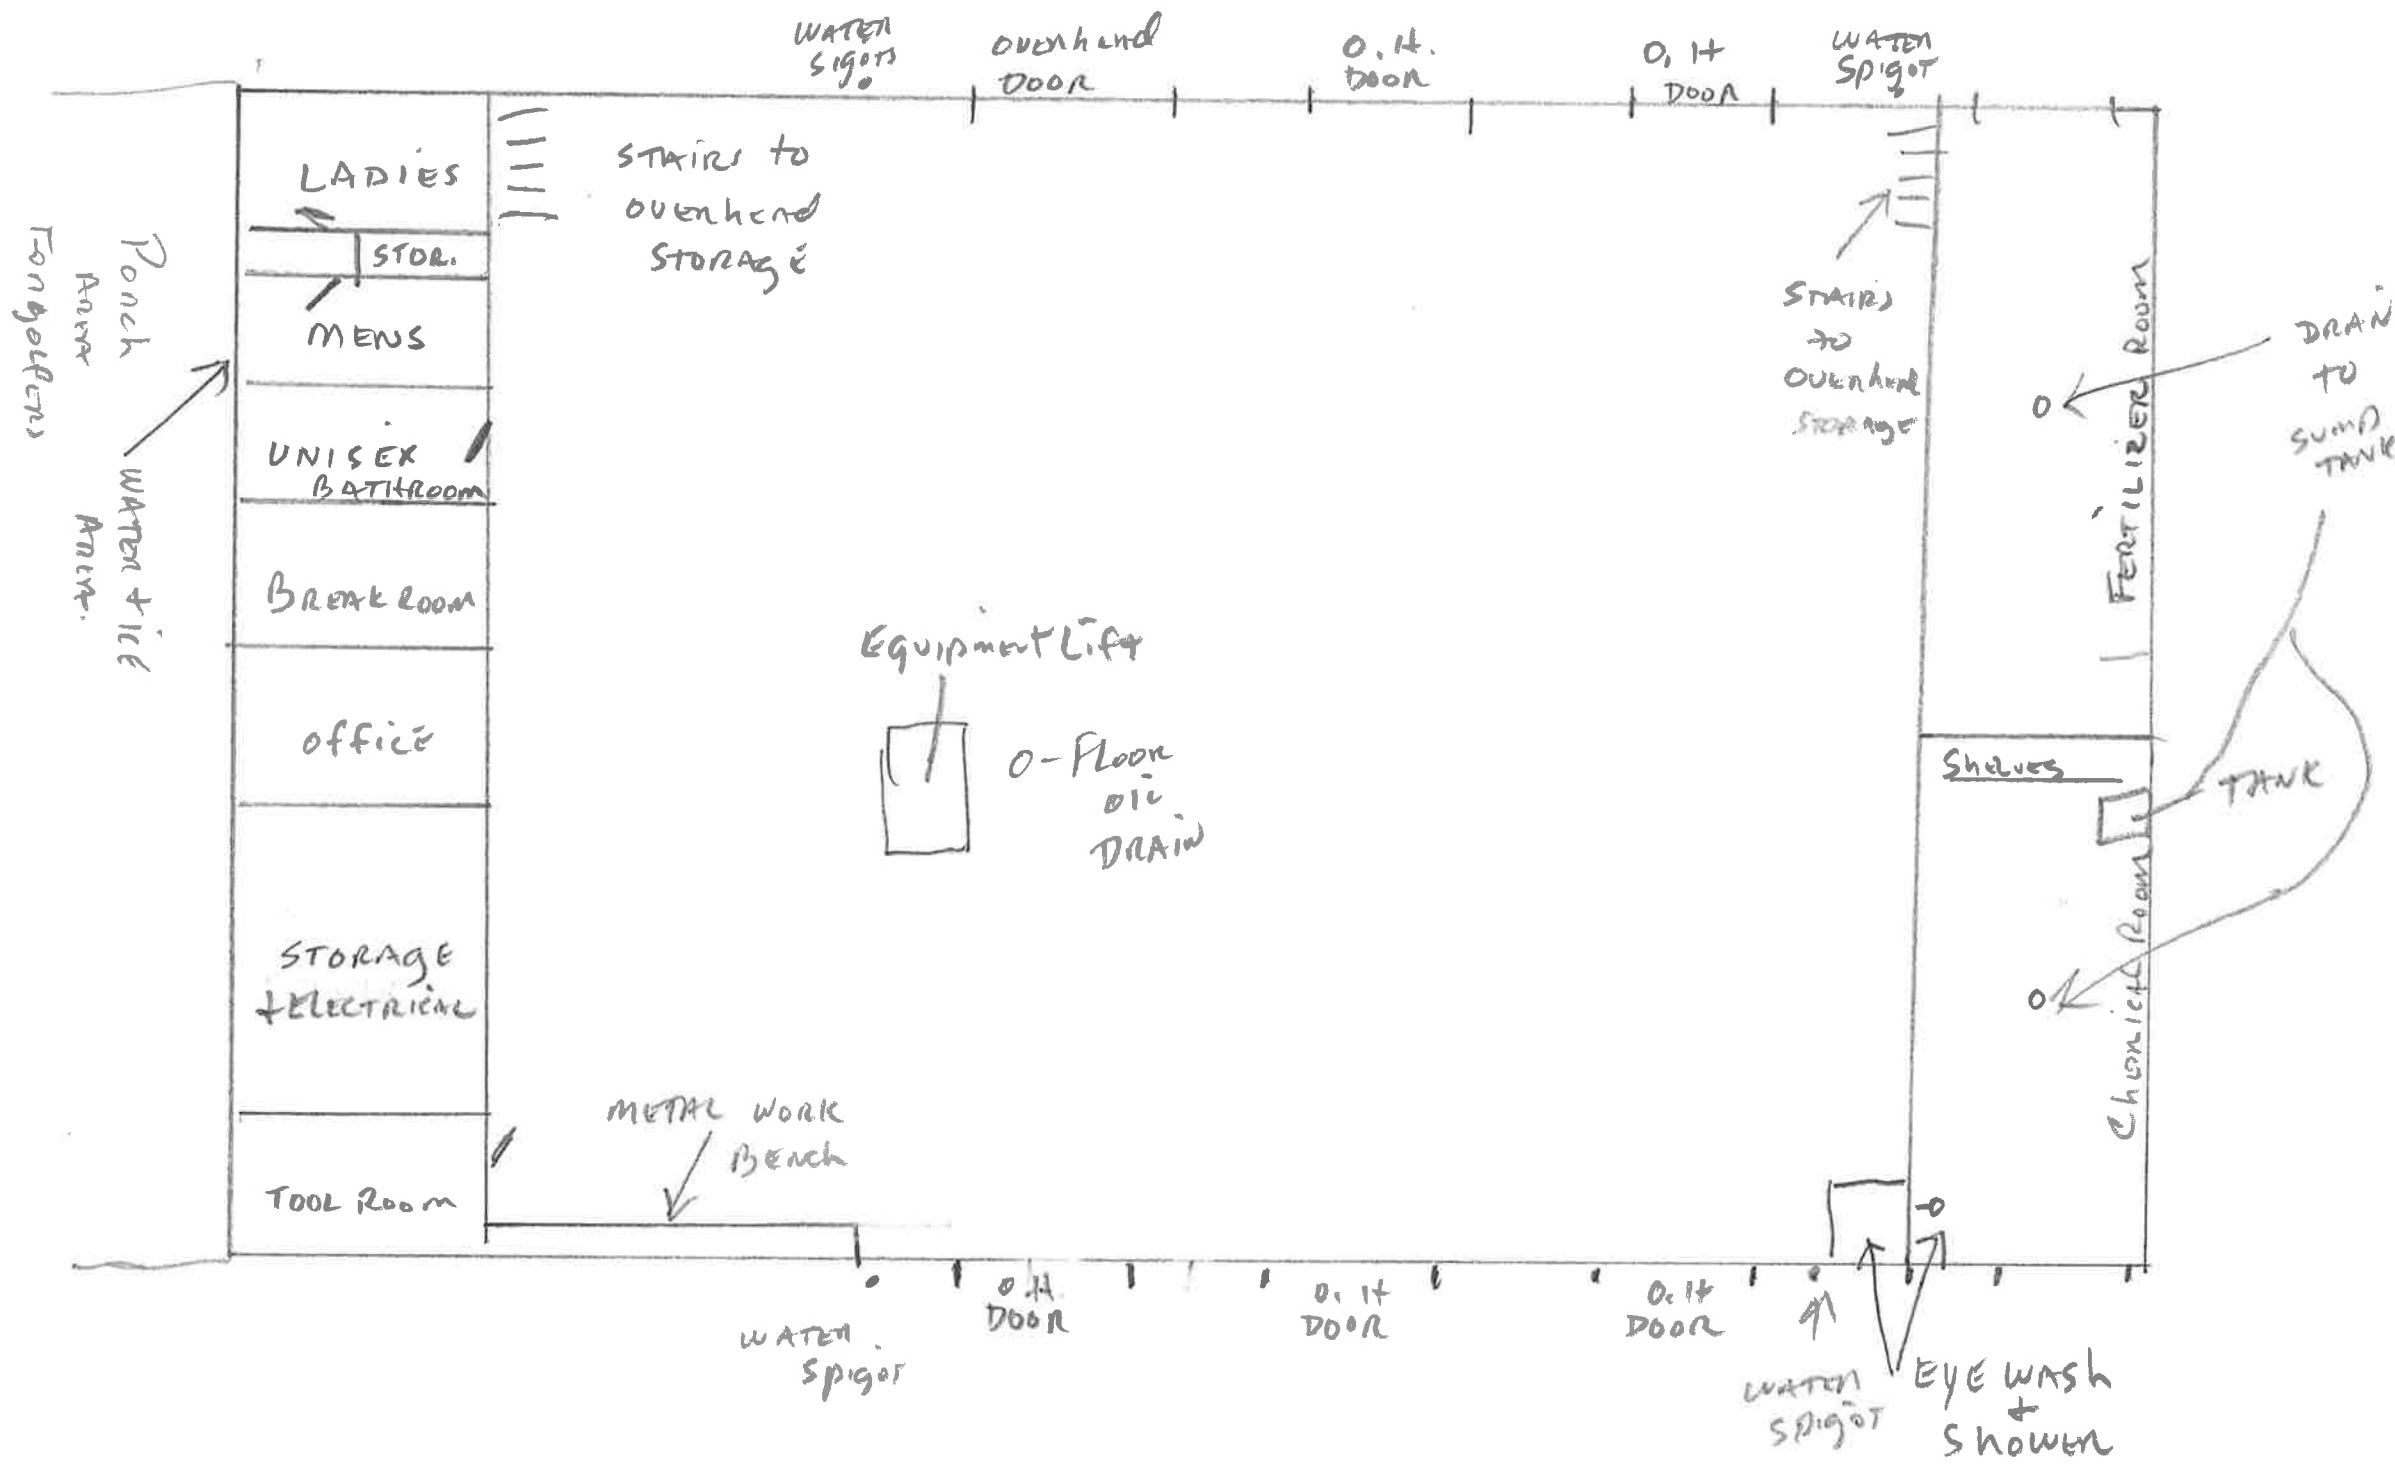 WATER
SigoTs
OVERhead
DOOR
O.H.
DOOR
O.H
DOOR
WATER
Spigot
LADIES
STAIRS to
OVERhead
STORAgE
STOR.
MENS
UNISEX
BATHROOM
BREAK ROOM
OFFiCE
STORAgE
+ ELECTRICAL
TOOL ROOM
Porch
AREA
For golfers
WATER + ICE
AREA.
Equipment Lift
O-FLOOR
OIL
DRAIN
METAL WORK
BENCh
STAIRS
to
OVERhead
STORAgE
FERTILIZER ROOM
DRAIN
TO
SUMP
TANK
ShELVES
TANK
ChEmICAL ROOM
WATER
Spigot
O.H.
DOOR
O.H
DOOR
O.H
DOOR
WATER
Spigot
EYE WASh
+
ShOWER